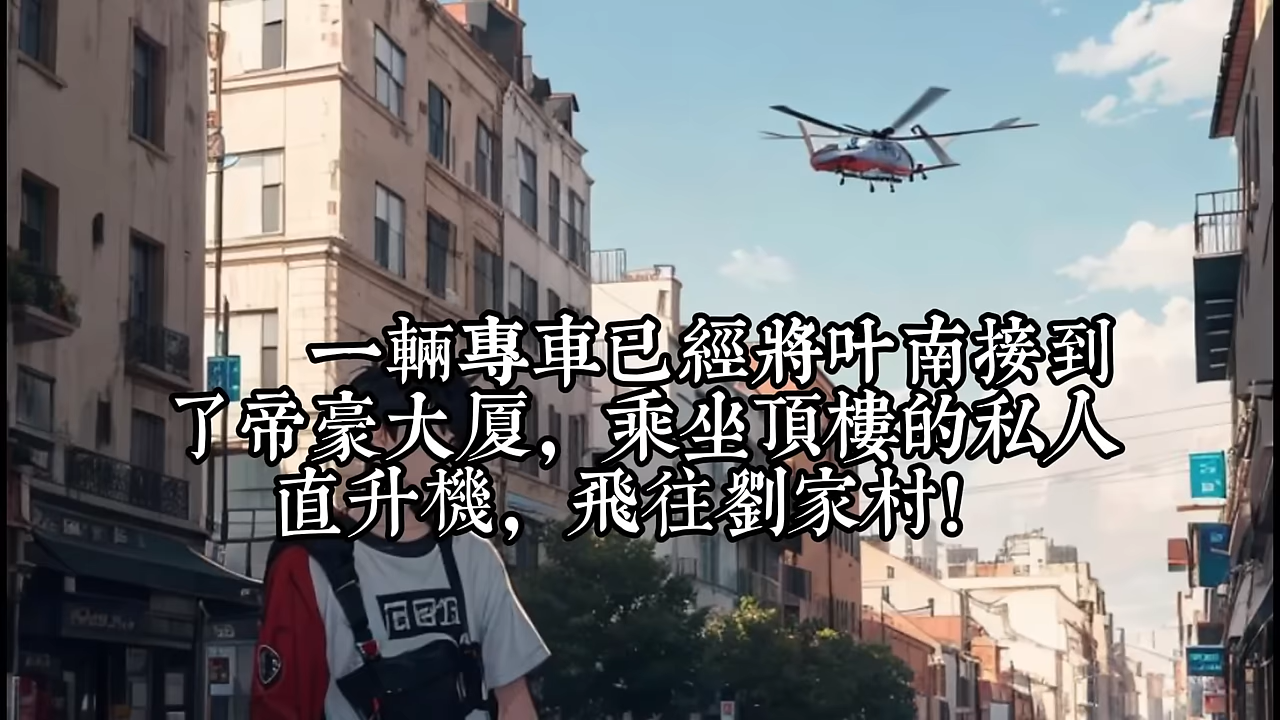 一輛專車已經將叶南接到
了帝豪大厦，乘坐頂樓的私人
直升機，飛往劉家村！